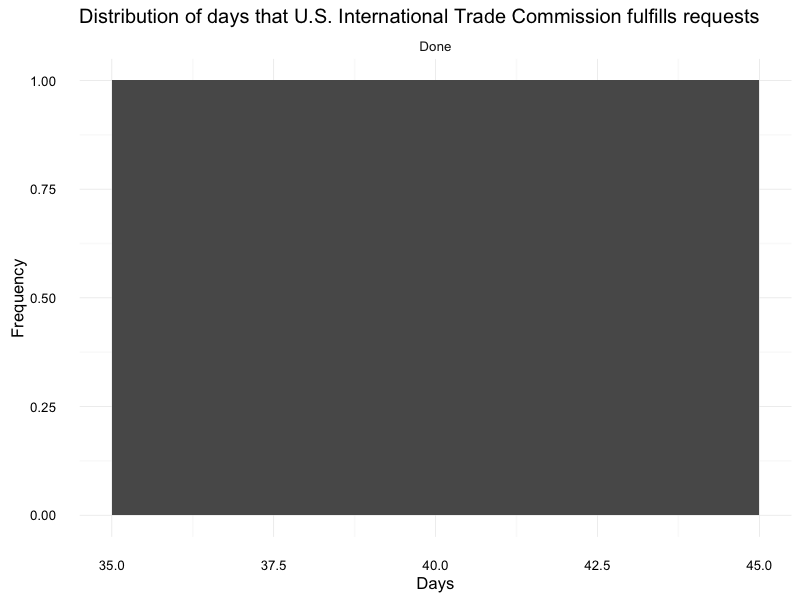 Distribution of days that U.S. International Trade Commission fulfills requests
Done
1.00
0.75
0.50
0.25
0.00
Frequency
35.0
37.5
40.0
42.5
45.0
Days